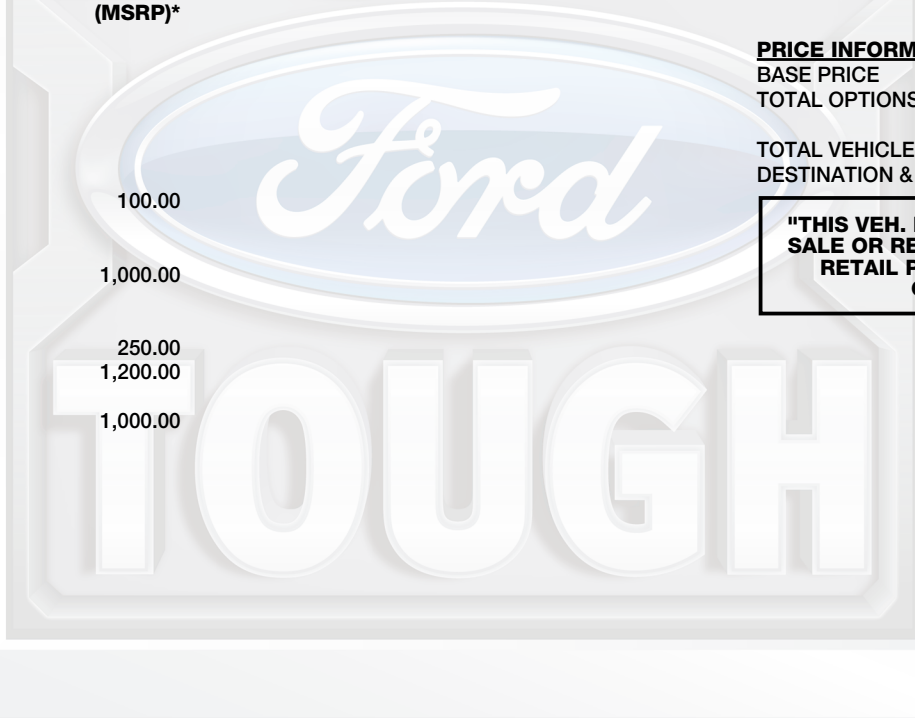 (MSRP)*
100.00
1,000.00
250.00
1,200.00
1,000.00
PRICE INFORM
BASE PRICE
TOTAL OPTIONS
TOTAL VEHICLE
DESTINATION &
"THIS VEH.
SALE OR RE
RETAIL P
Ford
TOUGH